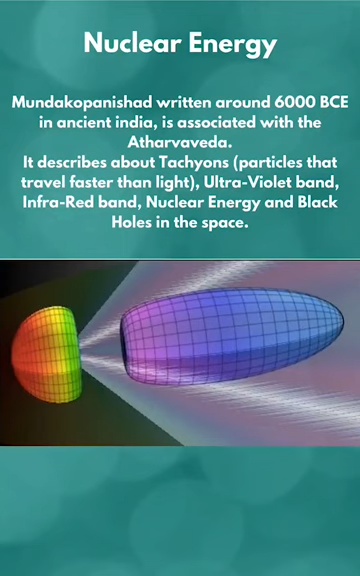 Nuclear Energy
Mundakopanishad written around 6000 BCE
in ancient india, is associated with the
Atharvaveda.
It describes about Tachyons (particles that
travel faster than light), Ultra-Violet band,
Infra-Red band, Nuclear Energy and Black
Holes in the space.